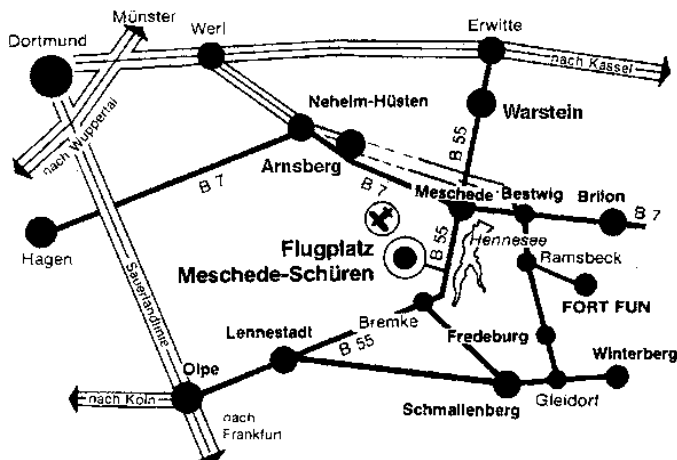 Münster
Werl
Erwitte
Dortmund
nach Kassel
Neheim-Hüsten
Warstein
nach Wuppertal
B 55
Arnsberg
B 7
B 7
Meschede
Bestwig
Brilon
B 7
Hagen
B 55
Hennesee
Flugplatz
Meschede-Schüren
Ramsbeck
Sauerlandlinie
FORT FUN
Bremke
Lennestadt
B 55
Fredeburg
Olpe
Winterberg
nach Köln
Schmallenberg
Gleidorf
nach
Frankfurt